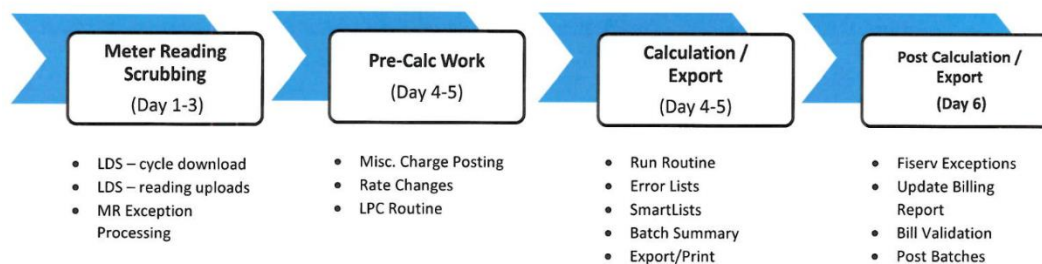 Meter Reading
Scrubbing
(Day 1-3)
• LDS – cycle download
• LDS – reading uploads
• MR Exception
Processing
Pre-Calc Work
(Day 4-5)
• Misc. Charge Posting
• Rate Changes
• LPC Routine
Calculation /
Export
(Day 4-5)
• Run Routine
• Error Lists
• SmartLists
• Batch Summary
• Export/Print
Post Calculation /
Export
(Day 6)
• Fiserv Exceptions
• Update Billing
Report
• Bill Validation
• Post Batches